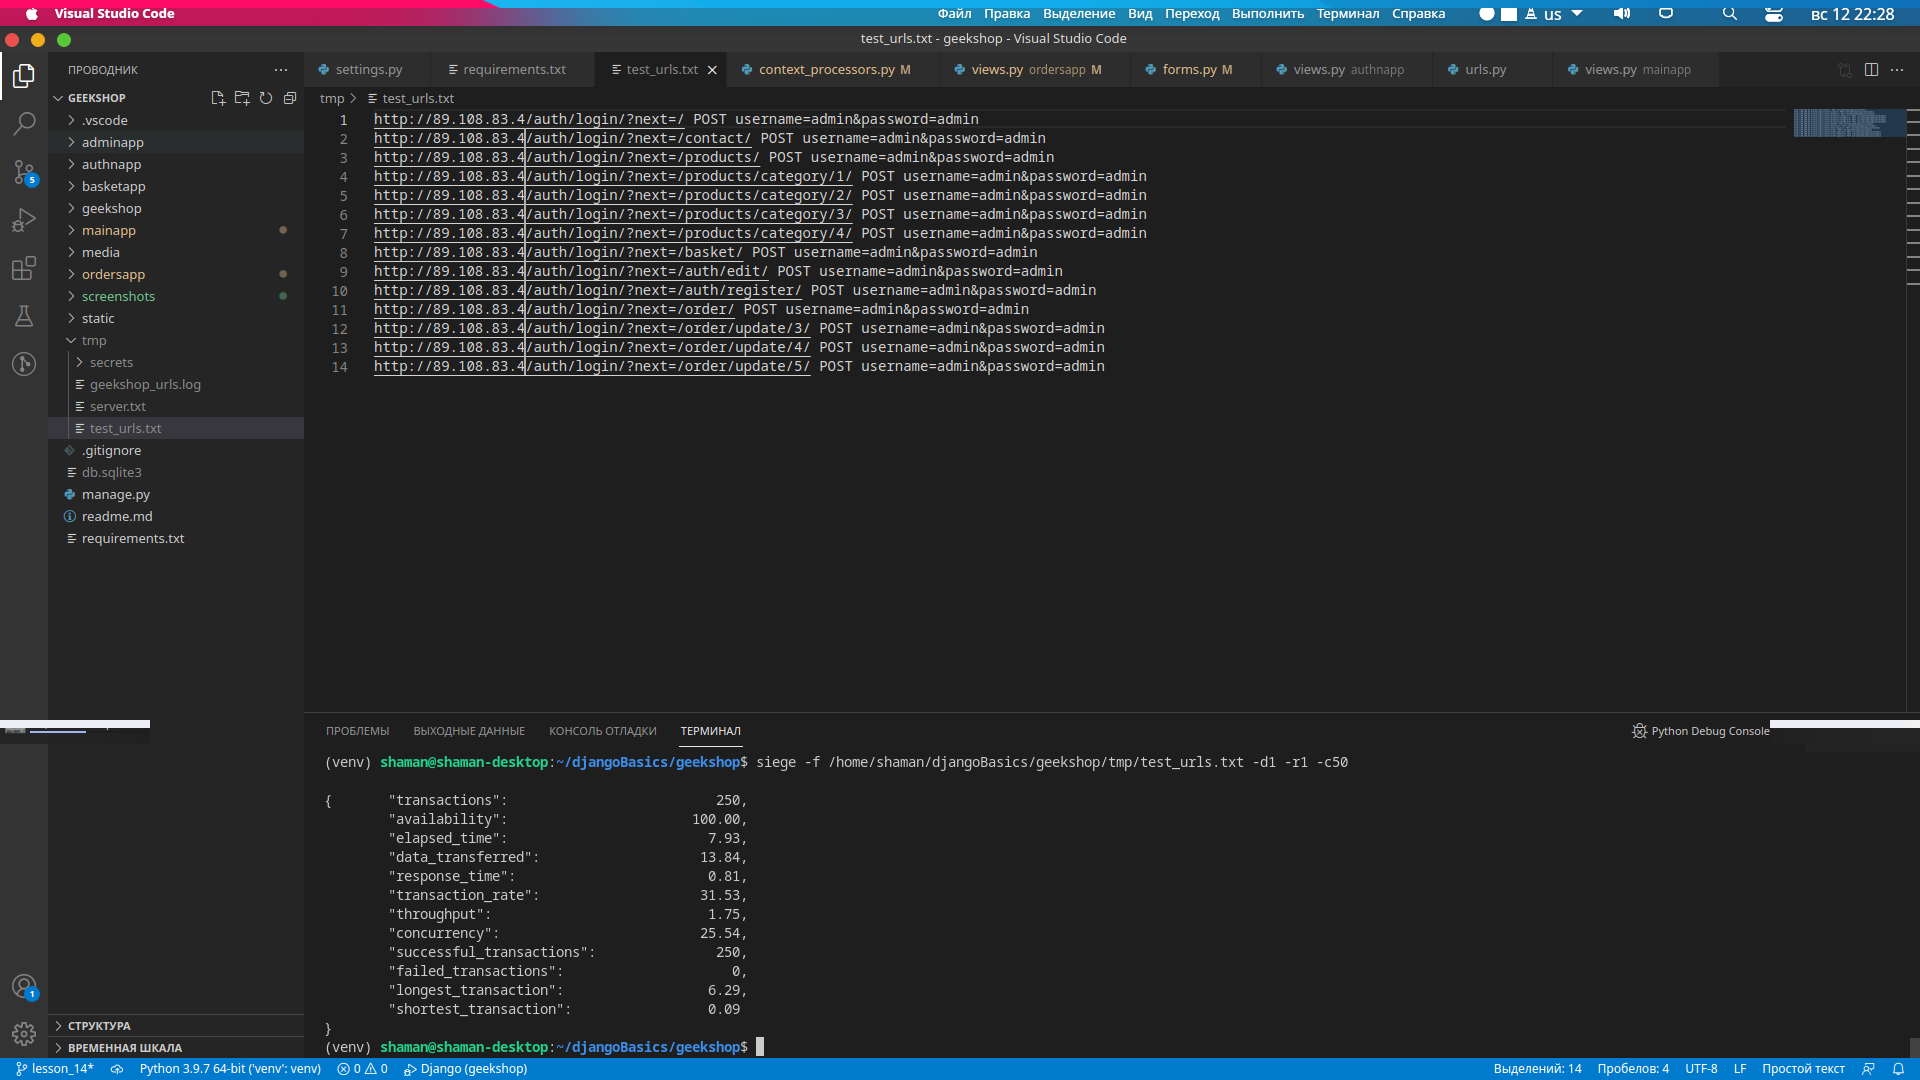 Visual Studio Code
Файл Правка Выделение Вид Переход Выполнить Терминал Справка us вс 12 22:28
test_urls.txt - geekshop - Visual Studio Code
ПРОВОДНИК
settings.py requirements.txt test_urls.txt context_processors.py M views.py ordersapp M forms.py M views.py authnapp urls.py views.py mainapp
GEEKSHOP
tmp test_urls.txt
.vscode
adminapp
authnapp
basketapp
geekshop
mainapp
media
ordersapp
screenshots
static
tmp
secrets
geekshop_urls.log
server.txt
test_urls.txt
.gitignore
db.sqlite3
manage.py
readme.md
requirements.txt
5
1
СТРУКТУРА
ВРЕМЕННАЯ ШКАЛА
1 http://89.108.83.4/auth/login/?next=/ POST username=admin&password=admin
2 http://89.108.83.4/auth/login/?next=/contact/ POST username=admin&password=admin
3 http://89.108.83.4/auth/login/?next=/products/ POST username=admin&password=admin
4 http://89.108.83.4/auth/login/?next=/products/category/1/ POST username=admin&password=admin
5 http://89.108.83.4/auth/login/?next=/products/category/2/ POST username=admin&password=admin
6 http://89.108.83.4/auth/login/?next=/products/category/3/ POST username=admin&password=admin
7 http://89.108.83.4/auth/login/?next=/products/category/4/ POST username=admin&password=admin
8 http://89.108.83.4/auth/login/?next=/basket/ POST username=admin&password=admin
9 http://89.108.83.4/auth/login/?next=/auth/edit/ POST username=admin&password=admin
10 http://89.108.83.4/auth/login/?next=/auth/register/ POST username=admin&password=admin
11 http://89.108.83.4/auth/login/?next=/order/ POST username=admin&password=admin
12 http://89.108.83.4/auth/login/?next=/order/update/3/ POST username=admin&password=admin
13 http://89.108.83.4/auth/login/?next=/order/update/4/ POST username=admin&password=admin
14 http://89.108.83.4/auth/login/?next=/order/update/5/ POST username=admin&password=admin
ПРОБЛЕМЫ ВЫХОДНЫЕ ДАННЫЕ КОНСОЛЬ ОТЛАДКИ ТЕРМИНАЛ Python Debug Console
(venv) shaman@shaman-desktop:~/djangoBasics/geekshop$ siege -f /home/shaman/djangoBasics/geekshop/tmp/test_urls.txt -d1 -r1 -c50
{ "transactions": 250,
"availability": 100.00,
"elapsed_time": 7.93,
"data_transferred": 13.84,
"response_time": 0.81,
"transaction_rate": 31.53,
"throughput": 1.75,
"concurrency": 25.54,
"successful_transactions": 250,
"failed_transactions": 0,
"longest_transaction": 6.29,
"shortest_transaction": 0.09
}
(venv) shaman@shaman-desktop:~/djangoBasics/geekshop$
lesson_14* Python 3.9.7 64-bit ('venv': venv) 0 0 Django (geekshop) Выделений: 14 Пробелов: 4 UTF-8 LF Простой текст